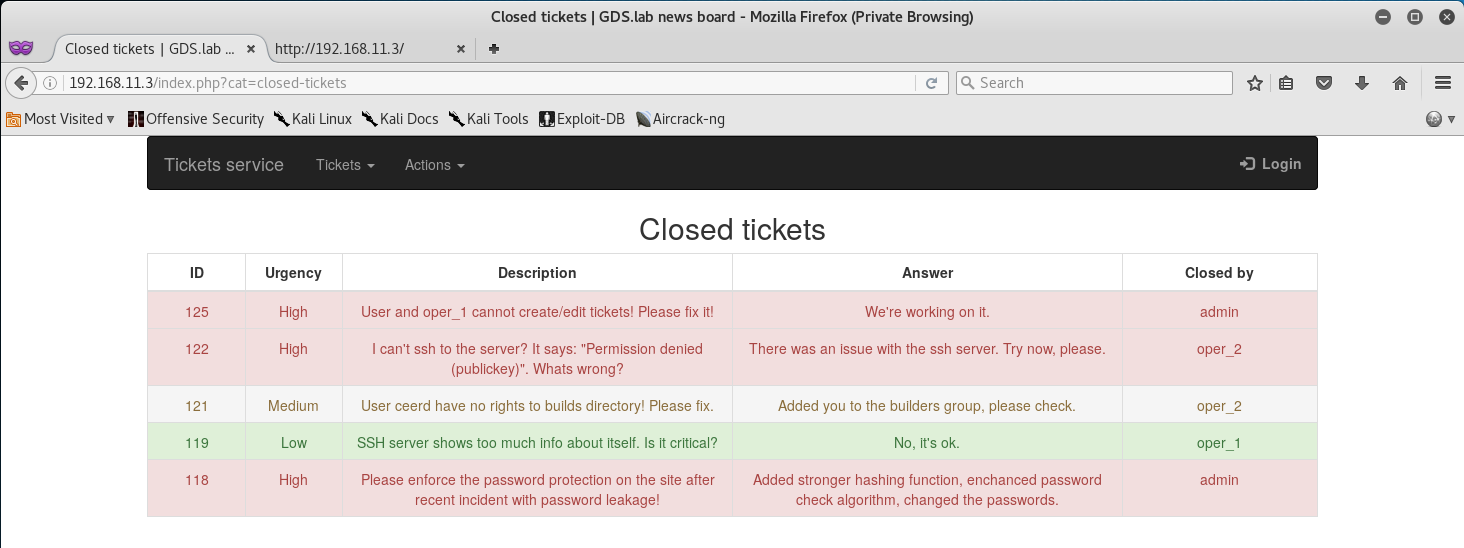 Closed tickets | GDS.lab news board - Mozilla Firefox (Private Browsing)
Closed tickets | GDS.lab ... http://192.168.11.3/
192.168.11.3/index.php?cat=closed-tickets Search
Most Visited Offensive Security Kali Linux Kali Docs Kali Tools Exploit-DB Aircrack-ng
Tickets service Tickets Actions Login
Closed tickets
ID Urgency Description Answer Closed by
125 High User and oper_1 cannot create/edit tickets! Please fix it! We're working on it. admin
122 High I can't ssh to the server? It says: "Permission denied There was an issue with the ssh server. Try now, please. oper_2
(publickey)". Whats wrong?
121 Medium User ceerd have no rights to builds directory! Please fix. Added you to the builders group, please check. oper_2
119 Low SSH server shows too much info about itself. Is it critical? No, it's ok. oper_1
118 High Please enforce the password protection on the site after Added stronger hashing function, enchanced password admin
recent incident with password leakage! check algorithm, changed the passwords.